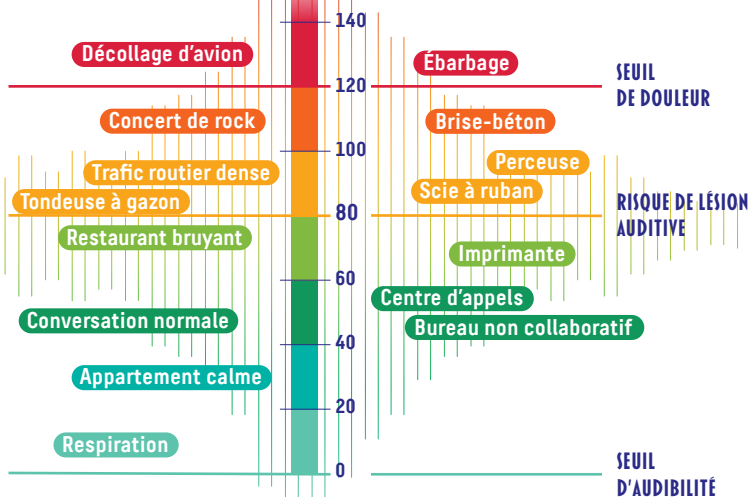 140
Décollage d’avion
Ébarbage
SEUIL
DE DOULEUR
120
Concert de rock
Brise-béton
100
Perceuse
Trafic routier dense
Scie à ruban
Tondeuse à gazon
RISQUE DE LÉSION
AUDITIVE
80
Restaurant bruyant
Imprimante
60
Centre d’appels
Conversation normale
Bureau non collaboratif
40
Appartement calme
20
Respiration
0
SEUIL
D’AUDIBILITÉ